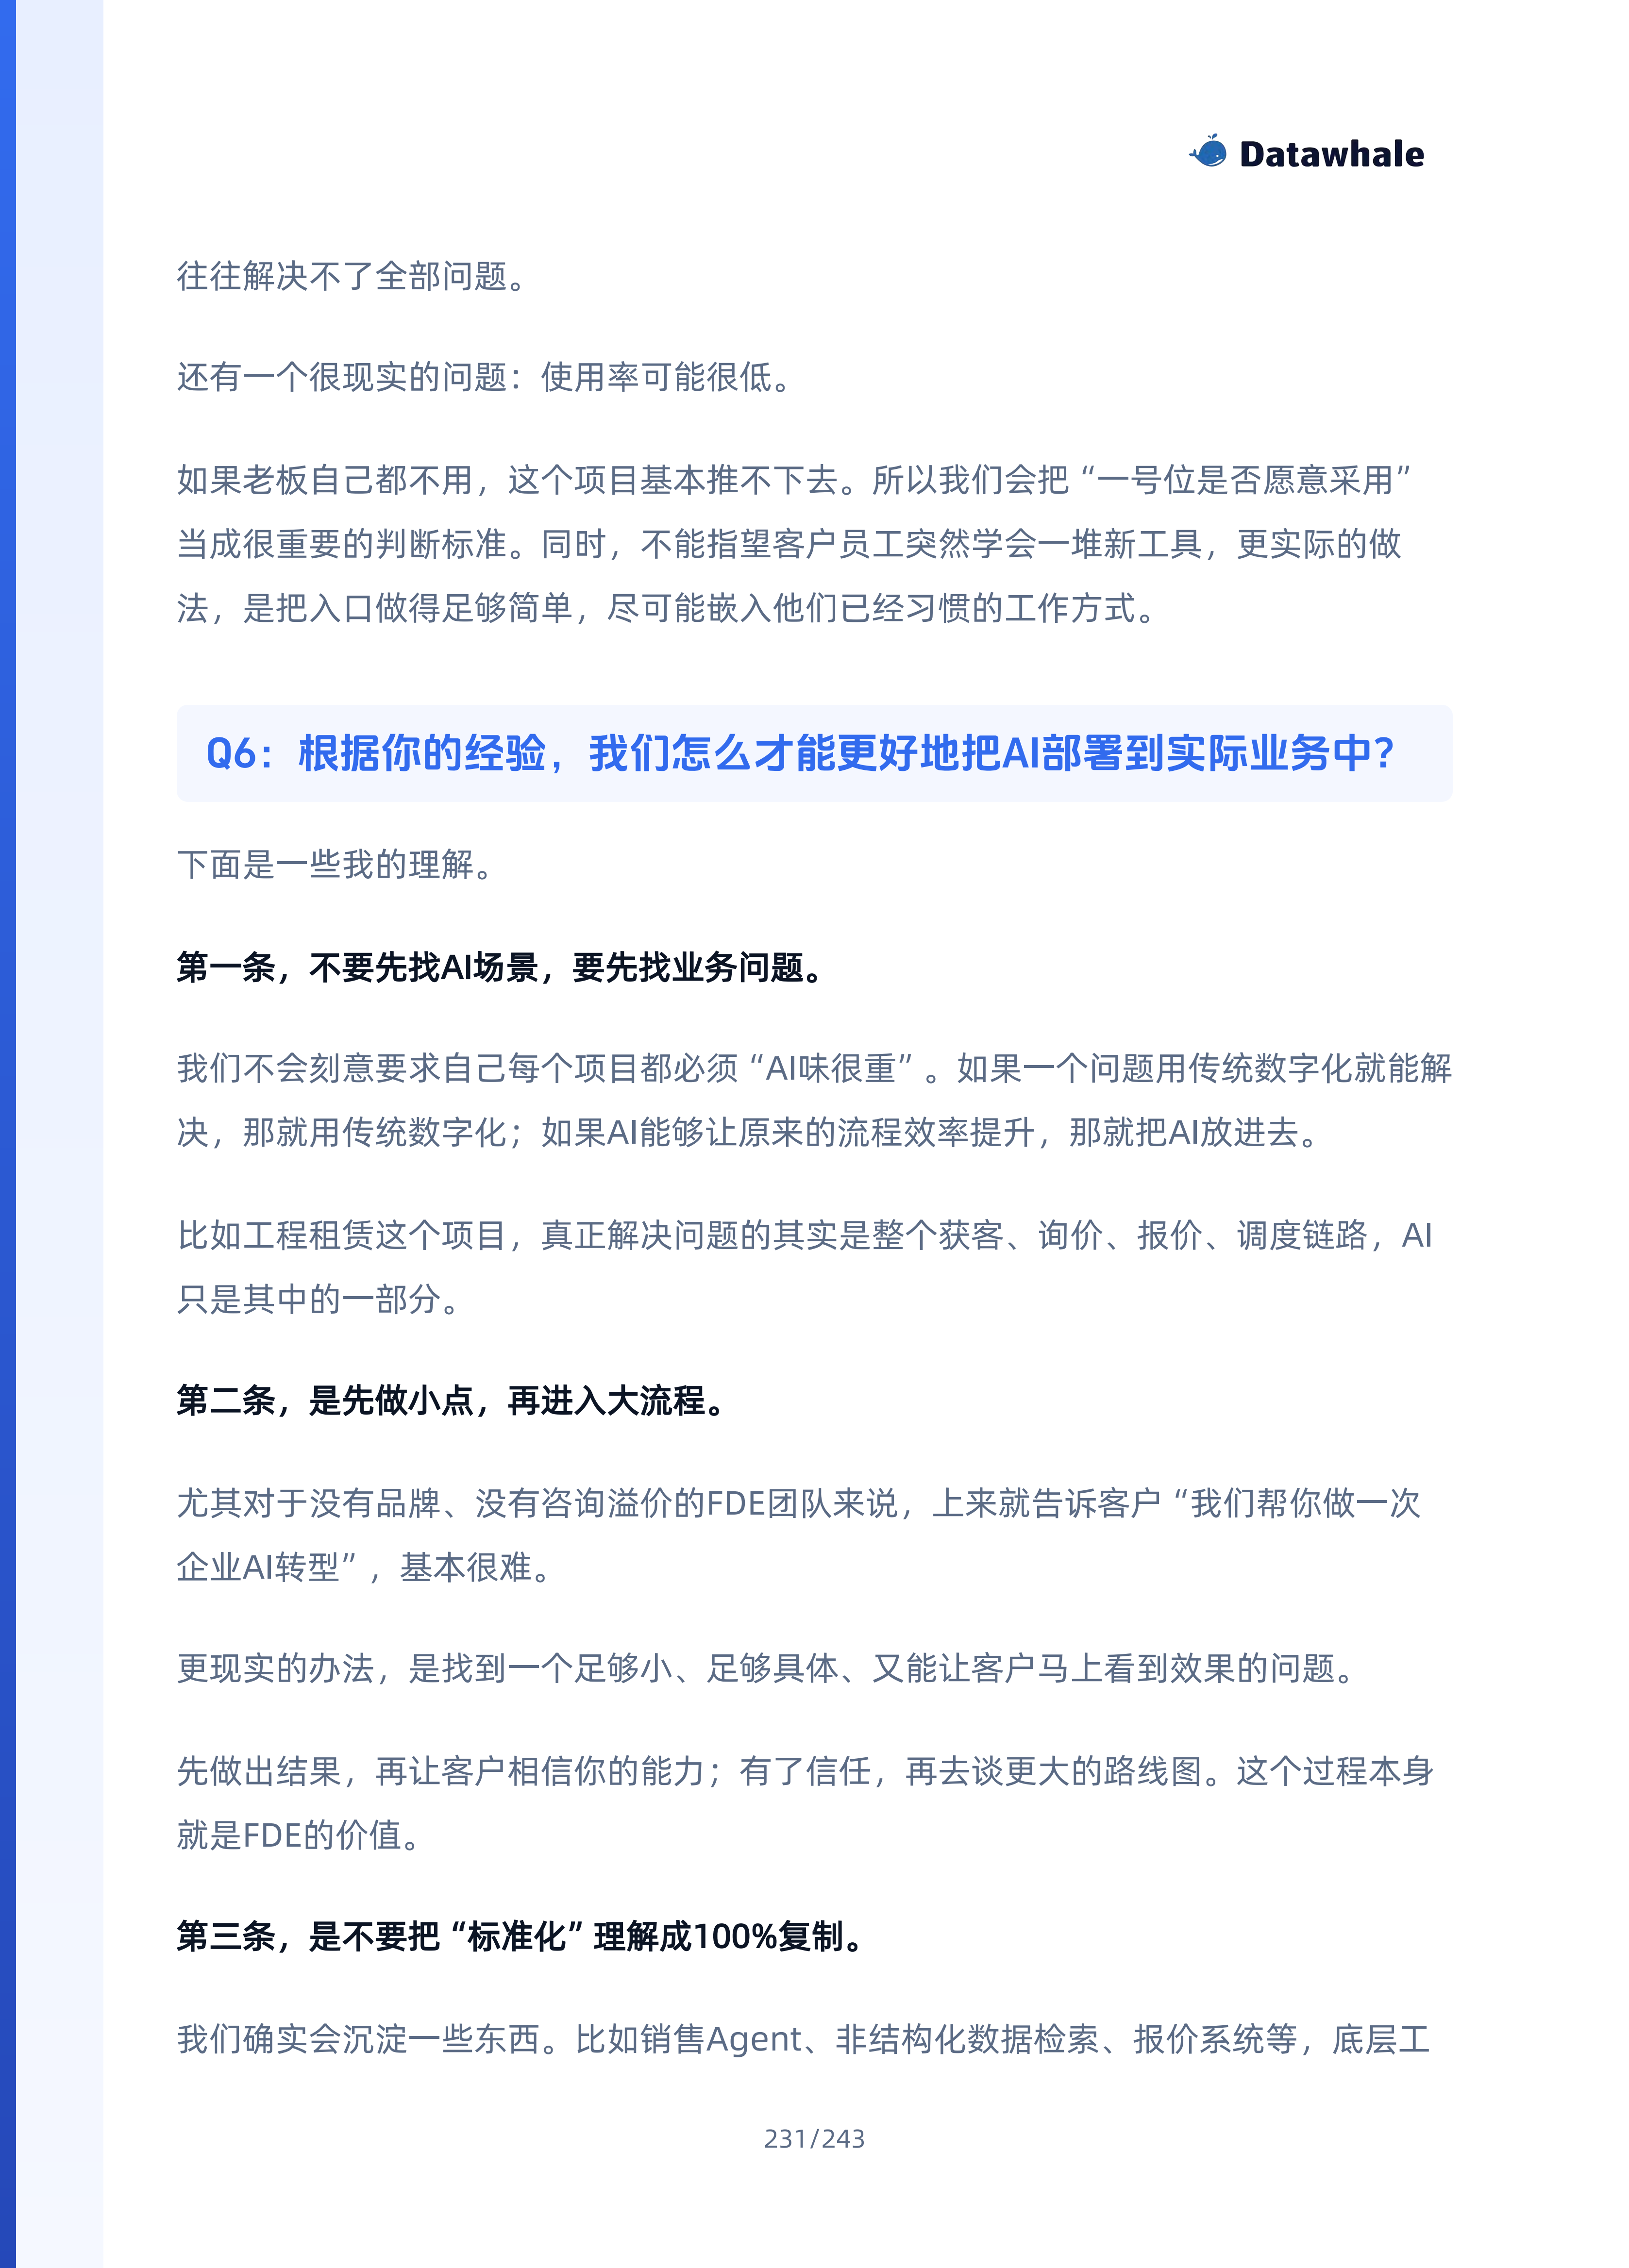 Datawhale
往往解决不了全部问题。
还有一个很现实的问题：使用率可能很低。
如果老板自己都不用，这个项目基本推不下去。所以我们会把“一号位是否愿意采用”
当成很重要的判断标准。同时，不能指望客户员工突然学会一堆新工具，更实际的做
法，是把入口做得足够简单，尽可能嵌入他们已经习惯的工作方式。
Q6：根据你的经验，我们怎么才能更好地把AI部署到实际业务中？
下面是一些我的理解。
第一条，不要先找AI场景，要先找业务问题。
我们不会刻意要求自己每个项目都必须“AI味很重”。如果一个问题用传统数字化就能解
决，那就用传统数字化；如果AI能够让原来的流程效率提升，那就把AI放进去。
比如工程租赁这个项目，真正解决问题的其实是整个获客、询价、报价、调度链路，AI
只是其中的一部分。
第二条，是先做小点，再进入大流程。
尤其对于没有品牌、没有咨询溢价的FDE团队来说，上来就告诉客户“我们帮你做一次
企业AI转型”，基本很难。
更现实的办法，是找到一个足够小、足够具体、又能让客户马上看到效果的问题。
先做出结果，再让客户相信你的能力；有了信任，再去谈更大的路线图。这个过程本身
就是FDE的价值。
第三条，是不要把“标准化”理解成100%复制。
我们确实会沉淀一些东西。比如销售Agent、非结构化数据检索、报价系统等，底层工
231/243